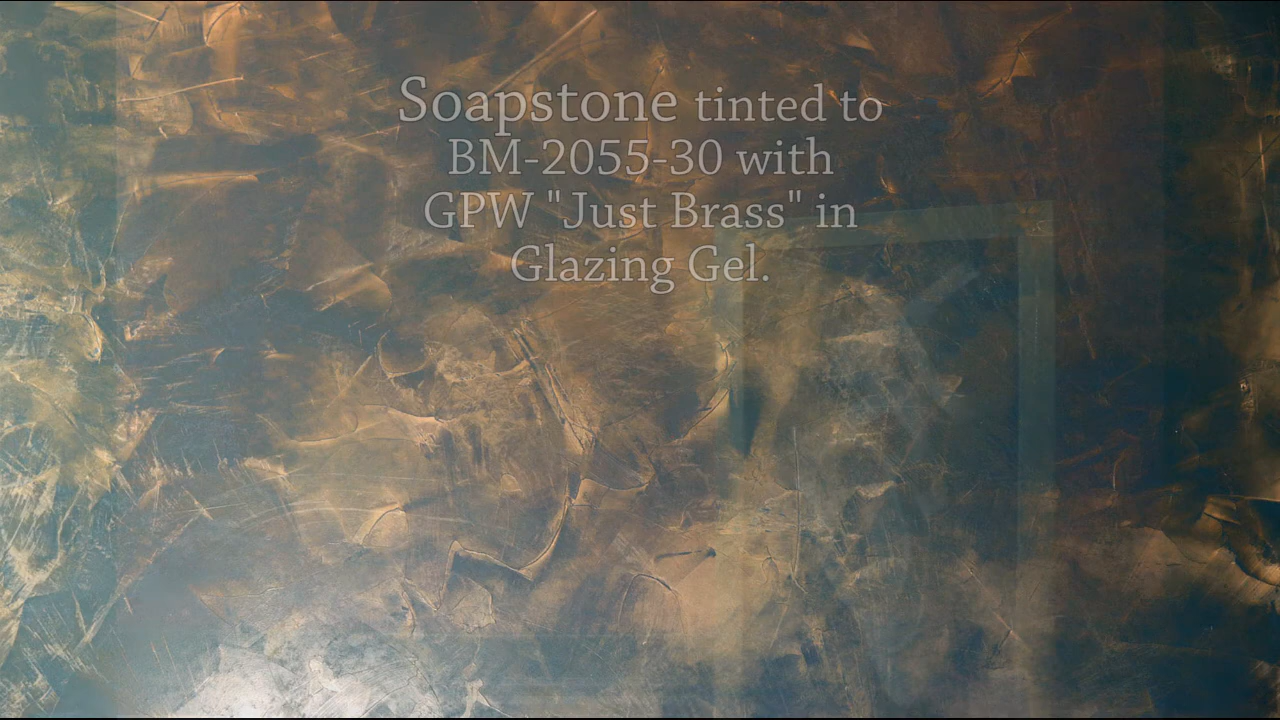 Soapstone tinted to
BM-2055-30 with
GPW "Just Brass" in
Glazing Gel.